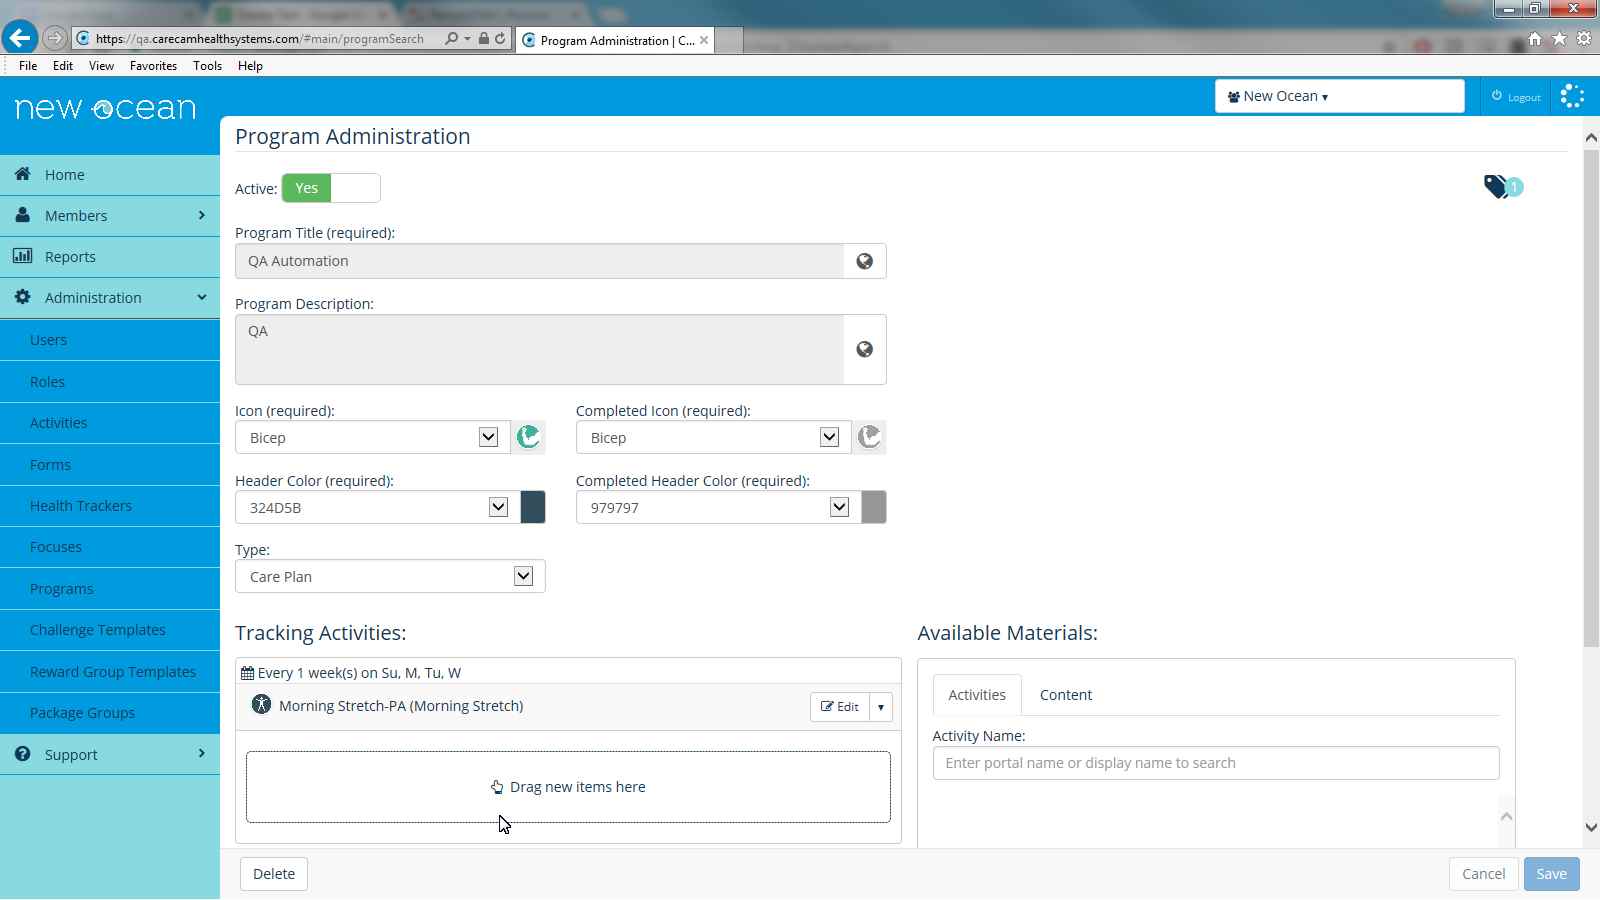 https://qa.carecamhealthsystems.com/#main/programSearch
Program Administration | C...
File Edit View Favorites Tools Help
new ocean
New Ocean
Logout
Home
Members
Reports
Administration
Users
Roles
Activities
Forms
Health Trackers
Focuses
Programs
Challenge Templates
Reward Group Templates
Package Groups
Support
Program Administration
Active: Yes
1
Program Title (required):
QA Automation
Program Description:
QA
Icon (required): Completed Icon (required):
Bicep Bicep
Header Color (required): Completed Header Color (required):
324D5B 979797
Type:
Care Plan
Tracking Activities:
Every 1 week(s) on Su, M, Tu, W
Morning Stretch-PA (Morning Stretch) Edit
Drag new items here
Available Materials:
Activities Content
Activity Name:
Enter portal name or display name to search
Delete Cancel Save